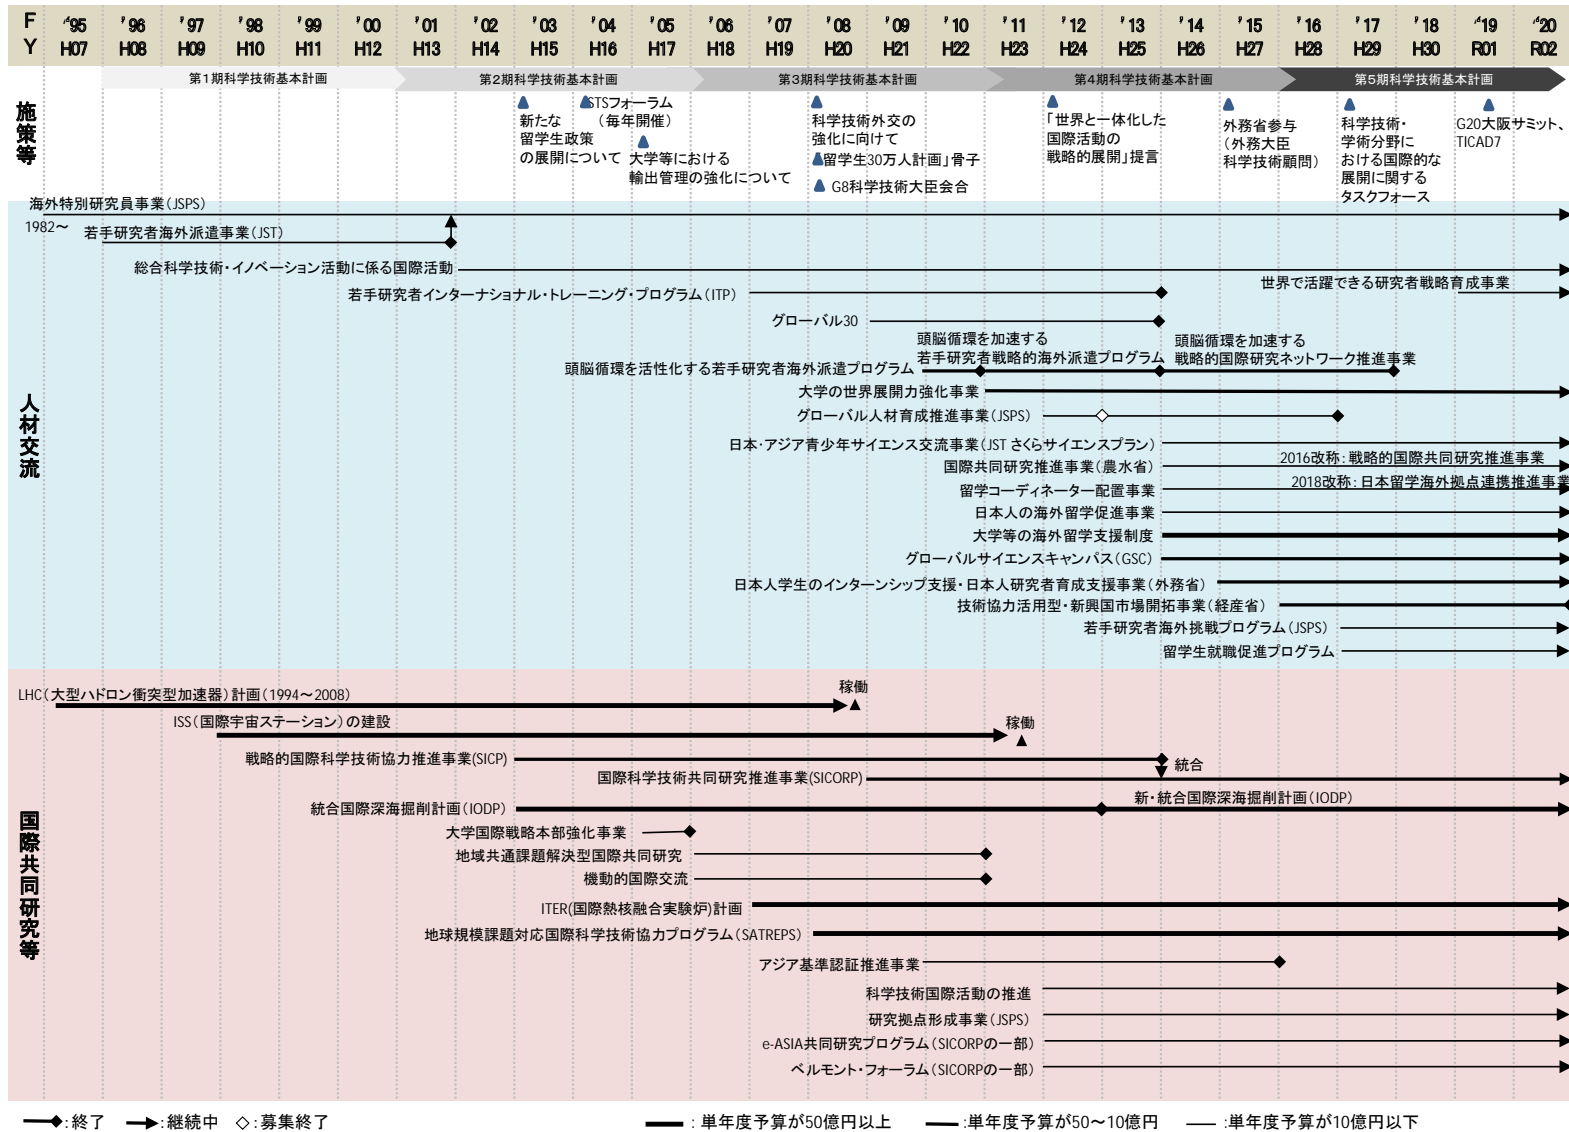 FY
'95 '96 '97 '98 '99 '00 '01 '02 '03 '04 '05 '06 '07 '08 '09 '10 '11 '12 '13 '14 '15 '16 '17 '18 '19 '20
H07 H08 H09 H10 H11 H12 H13 H14 H15 H16 H17 H18 H19 H20 H21 H22 H23 H24 H25 H26 H27 H28 H29 H30 R01 R02
第1期科学技術基本計画
第2期科学技術基本計画
第3期科学技術基本計画
第4期科学技術基本計画
第5期科学技術基本計画
施策等
新たな
留学生政策
の展開について
STSフォーラム
(毎年開催)
大学等における
輸出管理の強化について
科学技術外交の
強化に向けて
「留学生30万人計画」骨子
G8科学技術大臣会合
「世界と一体化した
国際活動の
戦略的展開」提言
外務省参与
(外務大臣
科学技術顧問)
科学技術・
学術分野に
おける国際的な
展開に関する
タスクフォース
G20大阪サミット、
TICAD7
人材交流
海外特別研究員事業(JSPS)
1982〜
若手研究者海外派遣事業(JST)
総合科学技術・イノベーション活動に係る国際活動
若手研究者インターナショナル・トレーニング・プログラム(ITP)
世界で活躍できる研究者戦略育成事業
グローバル30
頭脳循環を活性化する若手研究者海外派遣プログラム
頭脳循環を加速する
若手研究者戦略的海外派遣プログラム
頭脳循環を加速する
戦略的国際研究ネットワーク推進事業
大学の世界展開力強化事業
グローバル人材育成推進事業(JSPS)
日本・アジア青少年サイエンス交流事業(JST さくらサイエンスプラン)
国際共同研究推進事業(農水省)
2016改称:戦略的国際共同研究推進事業
留学コーディネーター配置事業
2018改称:日本留学海外拠点連携推進事業
日本人の海外留学促進事業
大学等の海外留学支援制度
グローバルサイエンスキャンパス(GSC)
日本人学生のインターンシップ支援・日本人研究者育成支援事業(外務省)
技術協力活用型・新興国市場開拓事業(経産省)
若手研究者海外挑戦プログラム(JSPS)
留学生就職促進プログラム
国際共同研究等
LHC(大型ハドロン衝突型加速器)計画(1994〜2008)
稼働
ISS(国際宇宙ステーション)の建設
稼働
戦略的国際科学技術協力推進事業(SICP)
統合
国際科学技術共同研究推進事業(SICORP)
統合国際深海掘削計画(IODP)
新・統合国際深海掘削計画(IODP)
大学国際戦略本部強化事業
地域共通課題解決型国際共同研究
機動的国際交流
ITER(国際熱核融合実験炉)計画
地球規模課題対応国際科学技術協力プログラム(SATREPS)
アジア基準認証推進事業
科学技術国際活動の推進
研究拠点形成事業(JSPS)
e-ASIA共同研究プログラム(SICORPの一部)
ベルモント・フォーラム(SICORPの一部)
:終了 :継続中 :募集終了 :単年度予算が50億円以上 :単年度予算が50〜10億円 :単年度予算が10億円以下